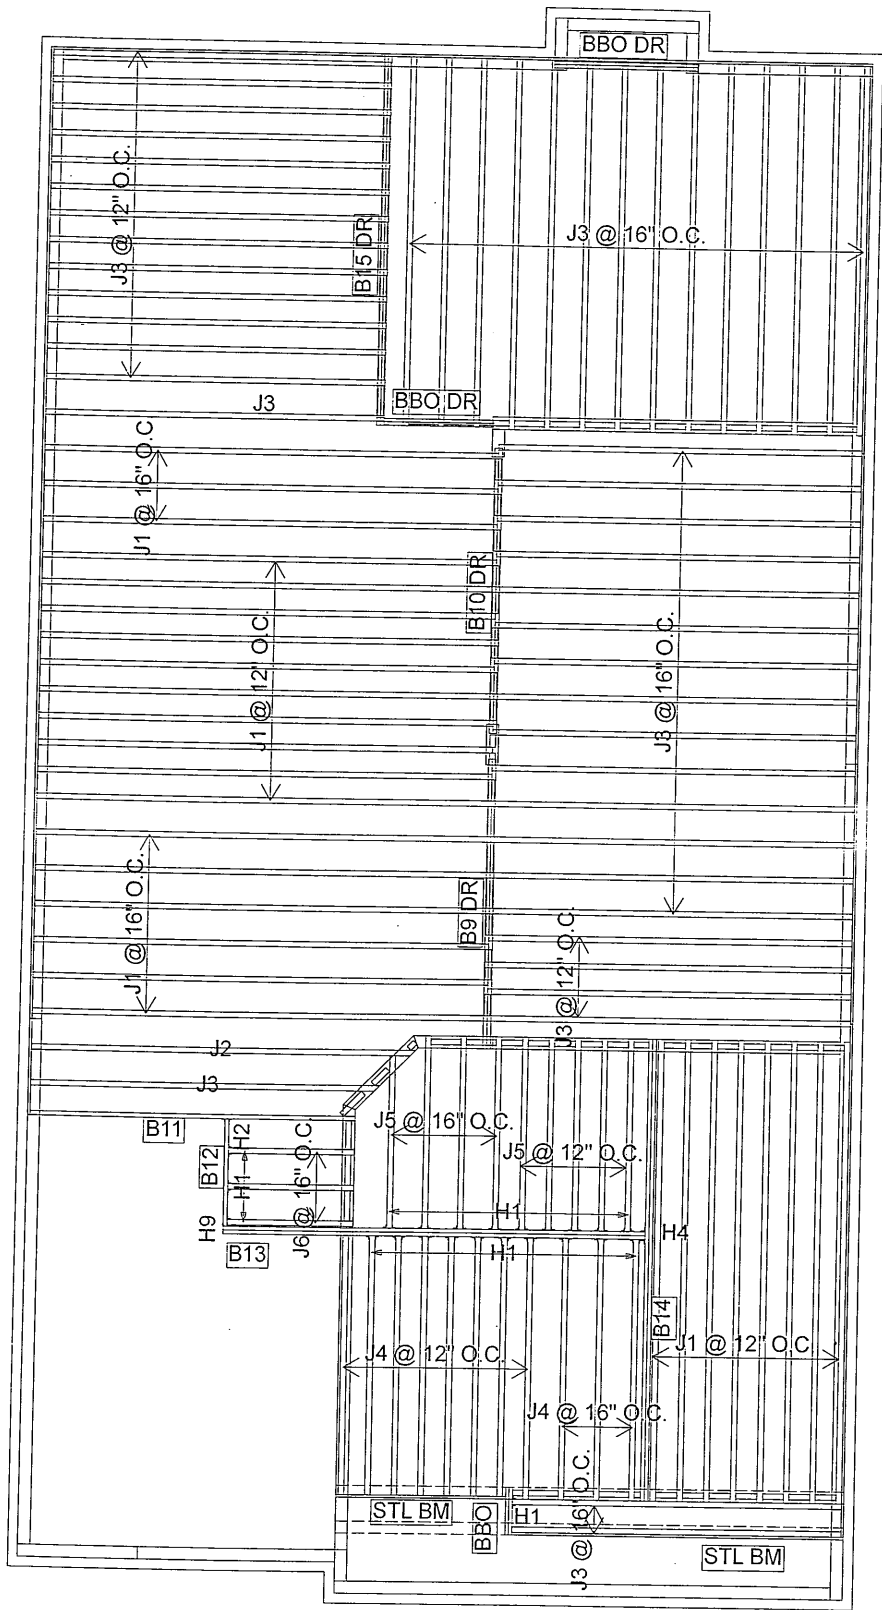 BBO DR
J3 @ 12" O.C.
B15 DR
J3 @ 16" O.C.
BBO DR
J3
J1 @ 16" O.C
B10 DR
J1 @ 12" O.C.
J3 @ 16" O.C.
J1 @ 16" O.C.
B9 DR
J3 @ 12" O.C.
J2
J3
B11
B12
H2
H1
J6 @ 16" O.C.
J5 @ 16" O.C.
J5 @ 12" O.C.
H1
H9
B13
H1
H4
B14
J4 @ 12" O.C.
J1 @ 12" O.C
J4 @ 16" O.C.
STL BM
BBO
H1
J3 @ 16" O.C.
STL BM